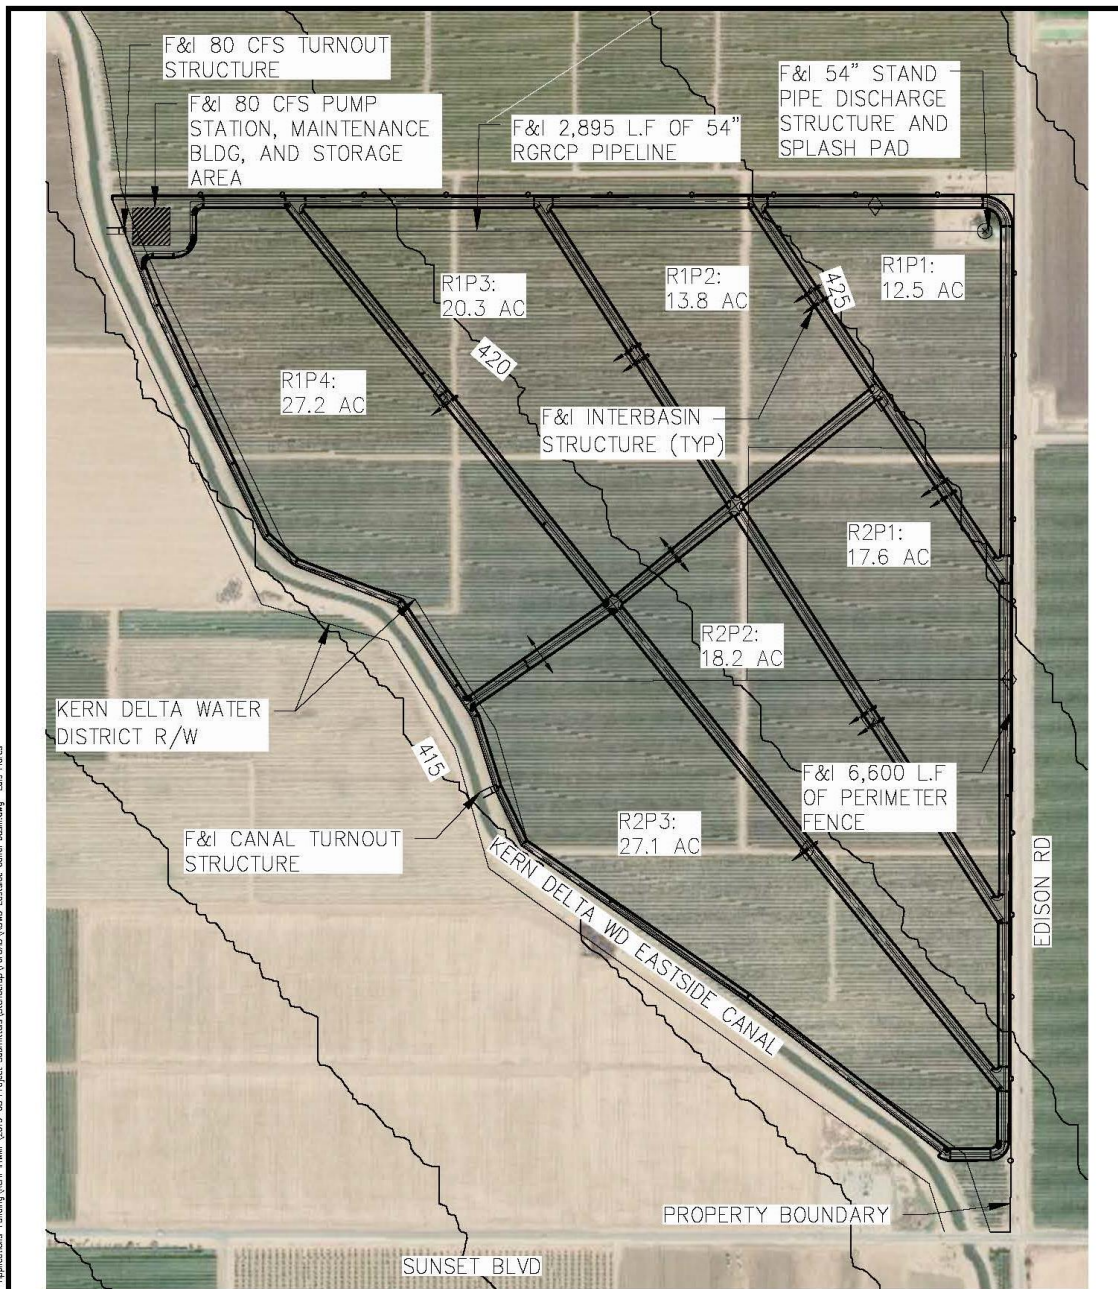 F&I 80 CFS TURNOUT
STRUCTURE
F&I 80 CFS PUMP
STATION, MAINTENANCE
BLDG, AND STORAGE
AREA
F&I 2,895 L.F OF 54"
RGRCP PIPELINE
F&I 54" STAND
PIPE DISCHARGE
STRUCTURE AND
SPLASH PAD
R1P3:
20.3 AC
R1P2:
13.8 AC
R1P1:
12.5 AC
425
420
R1P4:
27.2 AC
F&I INTERBASIN
STRUCTURE (TYP)
R2P1:
17.6 AC
R2P2:
18.2 AC
KERN DELTA WATER
DISTRICT R/W
415
F&I 6,600 L.F
OF PERIMETER
FENCE
F&I CANAL TURNOUT
STRUCTURE
R2P3:
27.1 AC
KERN DELTA WD EASTSIDE CANAL
EDISON RD
PROPERTY BOUNDARY
SUNSET BLVD